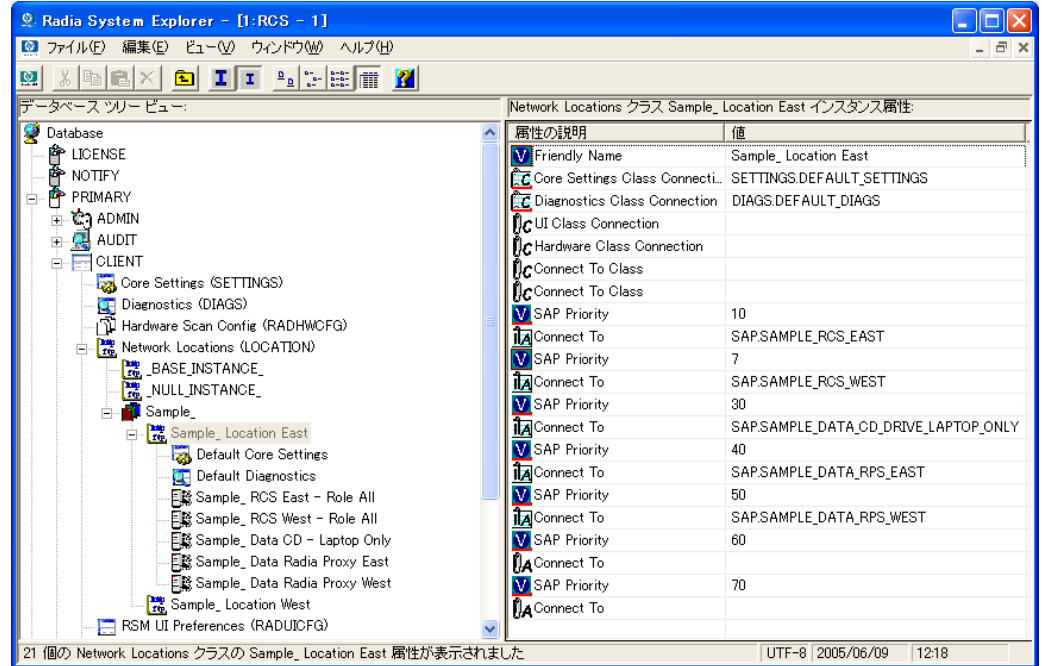 Radia System Explorer - [1:RCS - 1]
ファイル(F) 編集(E) ビュー(V) ウィンドウ(W) ヘルプ(H)
データベース ツリー ビュー:
Database
LICENSE
NOTIFY
PRIMARY
ADMIN
AUDIT
CLIENT
Core Settings (SETTINGS)
Diagnostics (DIAGS)
Hardware Scan Config (RADHWCFG)
Network Locations (LOCATION)
_BASE_INSTANCE_
_NULL_INSTANCE_
Sample_
Sample_ Location East
Default Core Settings
Default Diagnostics
Sample_ RCS East - Role All
Sample_ RCS West - Role All
Sample_ Data CD - Laptop Only
Sample_ Data Radia Proxy East
Sample_ Data Radia Proxy West
Sample_ Location West
RSM UI Preferences (RADUICFG)
Network Locations クラス Sample_ Location East インスタンス属性:
属性の説明 値
Friendly Name Sample_ Location East
Core Settings Class Connecti... SETTINGS.DEFAULT_SETTINGS
Diagnostics Class Connection DIAGS.DEFAULT_DIAGS
UI Class Connection
Hardware Class Connection
Connect To Class
Connect To Class
SAP Priority 10
Connect To SAP.SAMPLE_RCS_EAST
SAP Priority 7
Connect To SAP.SAMPLE_RCS_WEST
SAP Priority 30
Connect To SAP.SAMPLE_DATA_CD_DRIVE_LAPTOP_ONLY
SAP Priority 40
Connect To SAP.SAMPLE_DATA_RPS_EAST
SAP Priority 50
Connect To SAP.SAMPLE_DATA_RPS_WEST
SAP Priority 60
Connect To
SAP Priority 70
Connect To
21 個の Network Locations クラスの Sample_ Location East 属性が表示されました UTF-8 2005/06/09 12:18